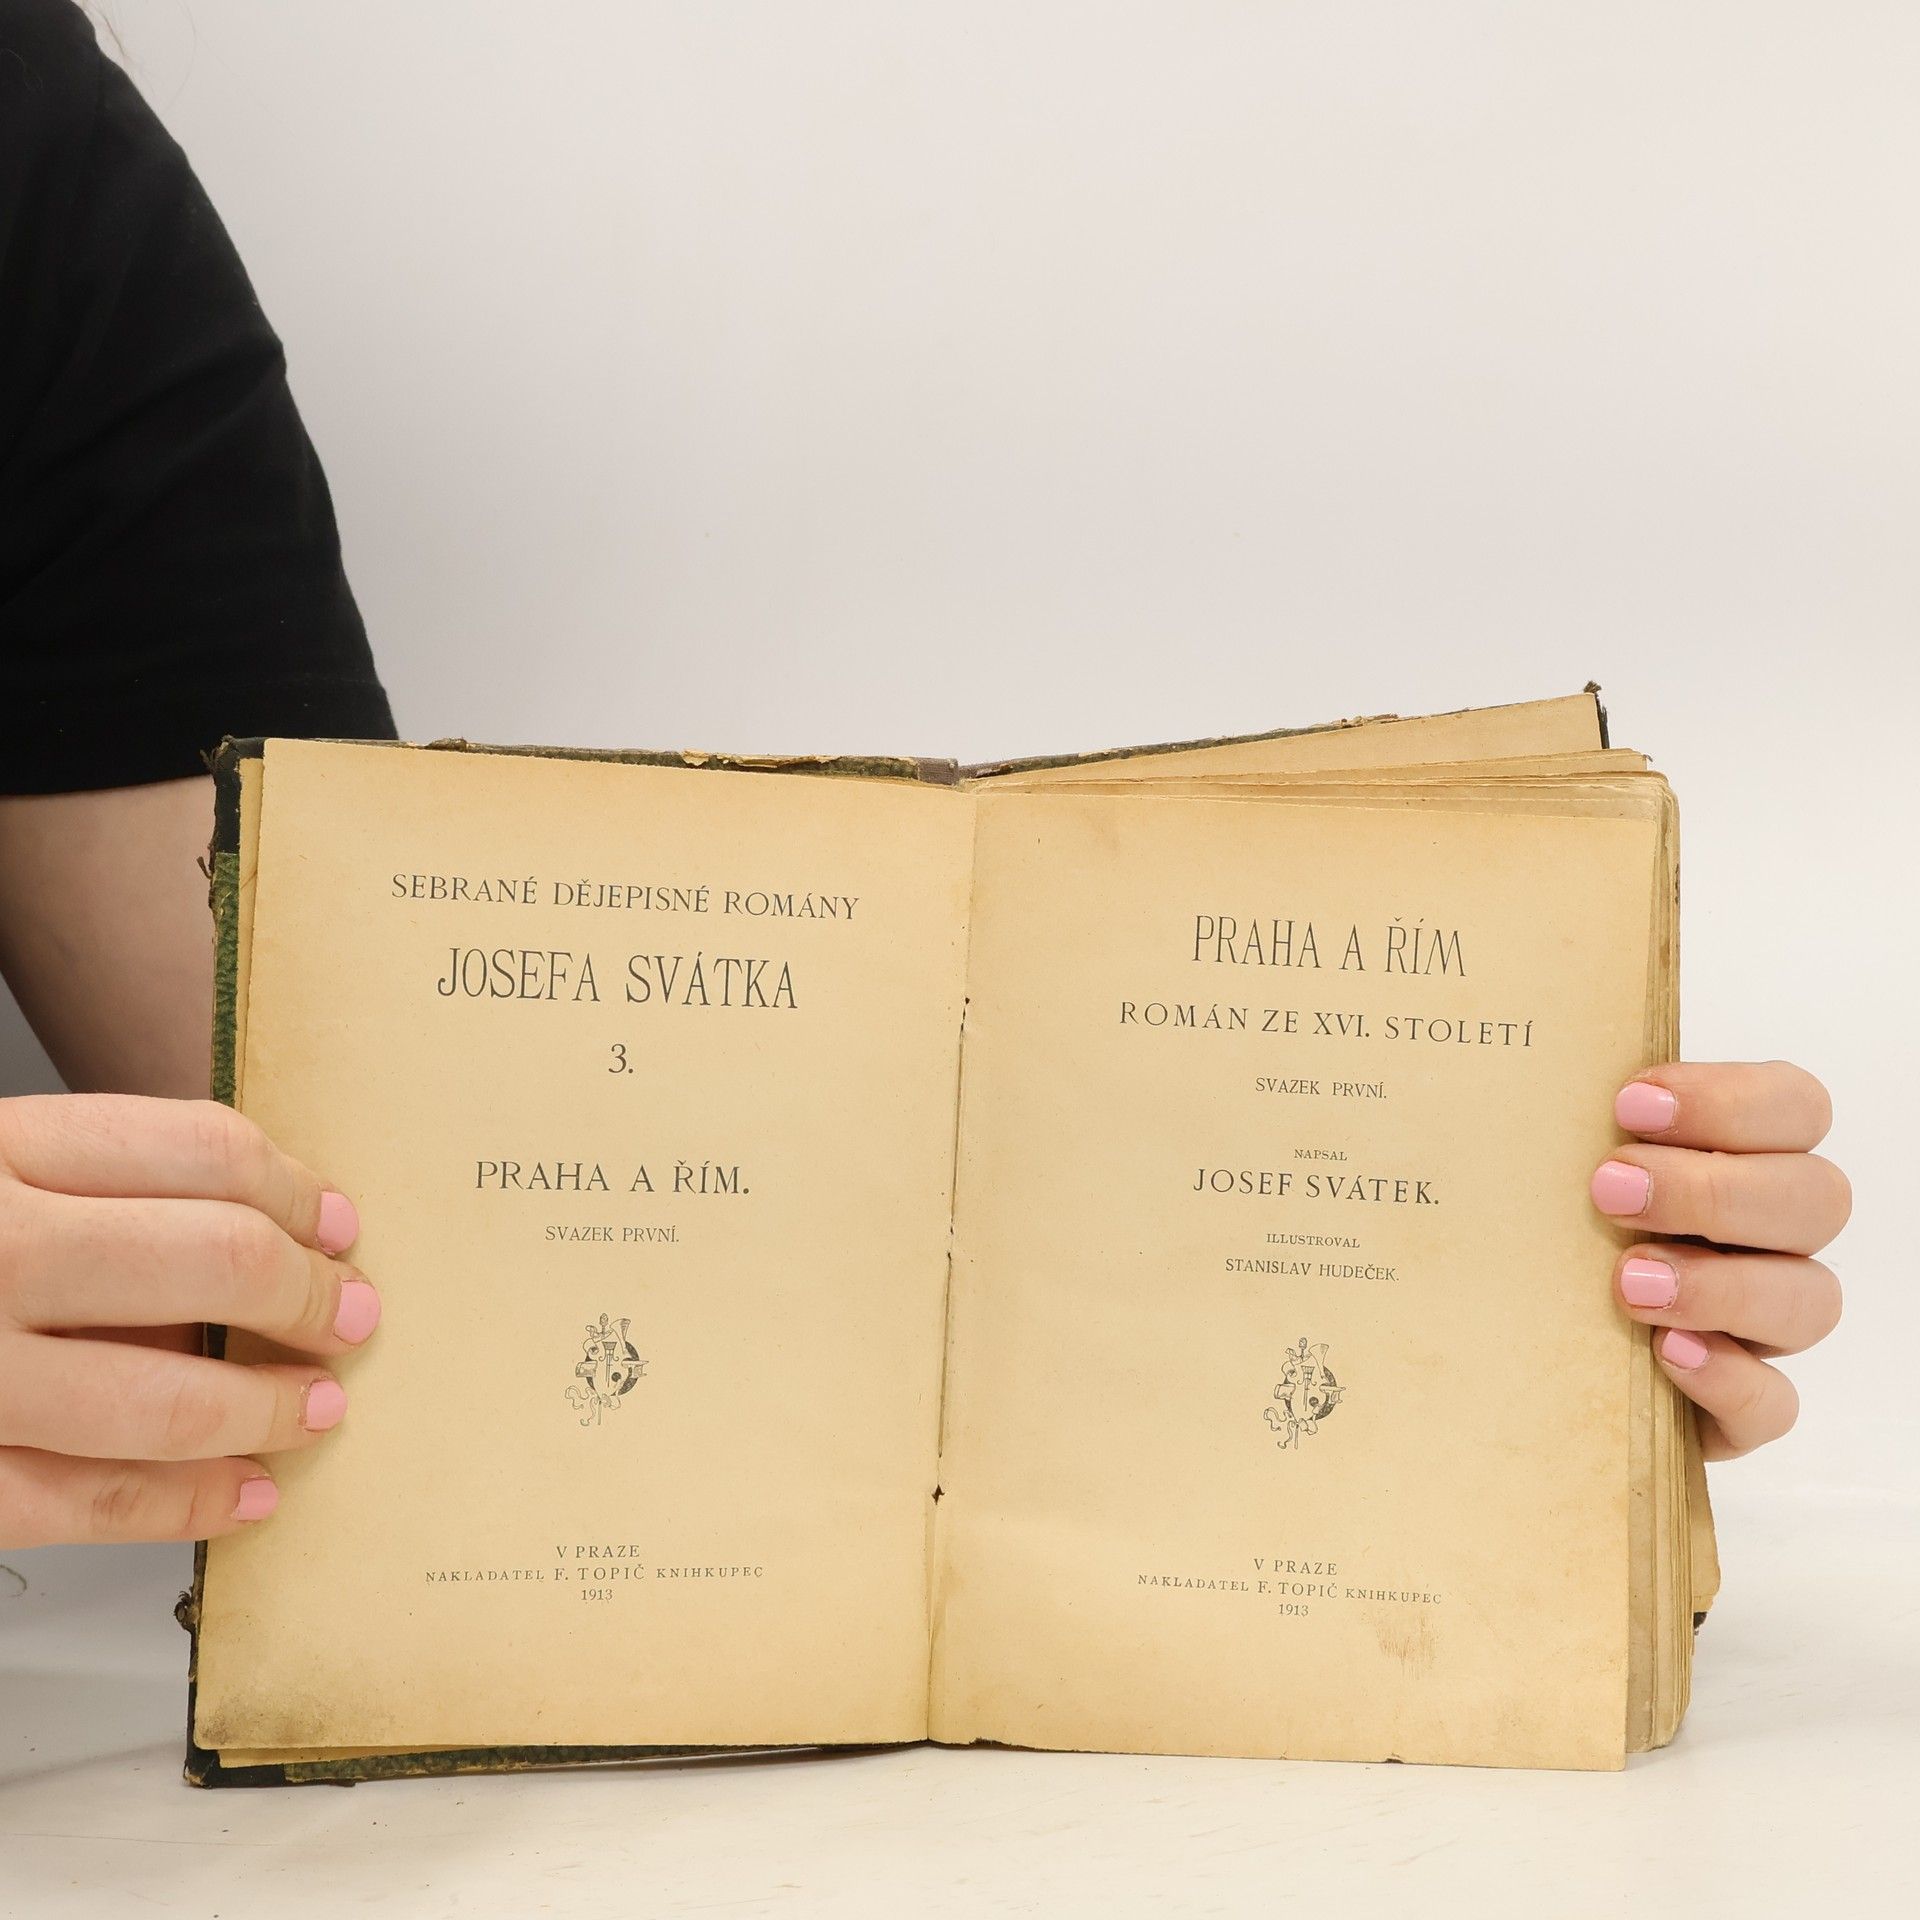 SEBRANÉ DĚJEPISNÉ ROMÁNY
JOSEFA SVÁTKA
3.
PRAHA A ŘÍM.
SVAZEK PRVNÍ.
V PRAZE
NAKLADATEL F. TOPIČ KNIHKUPEC
1913
PRAHA A ŘÍM
ROMÁN ZE XVI. STOLETÍ
SVAZEK PRVNÍ.
NAPSAL
JOSEF SVÁTEK.
ILLUSTROVAL
STANISLAV HUDEČEK.
V PRAZE
NAKLADATEL F. TOPIČ KNIHKUPEC
1913